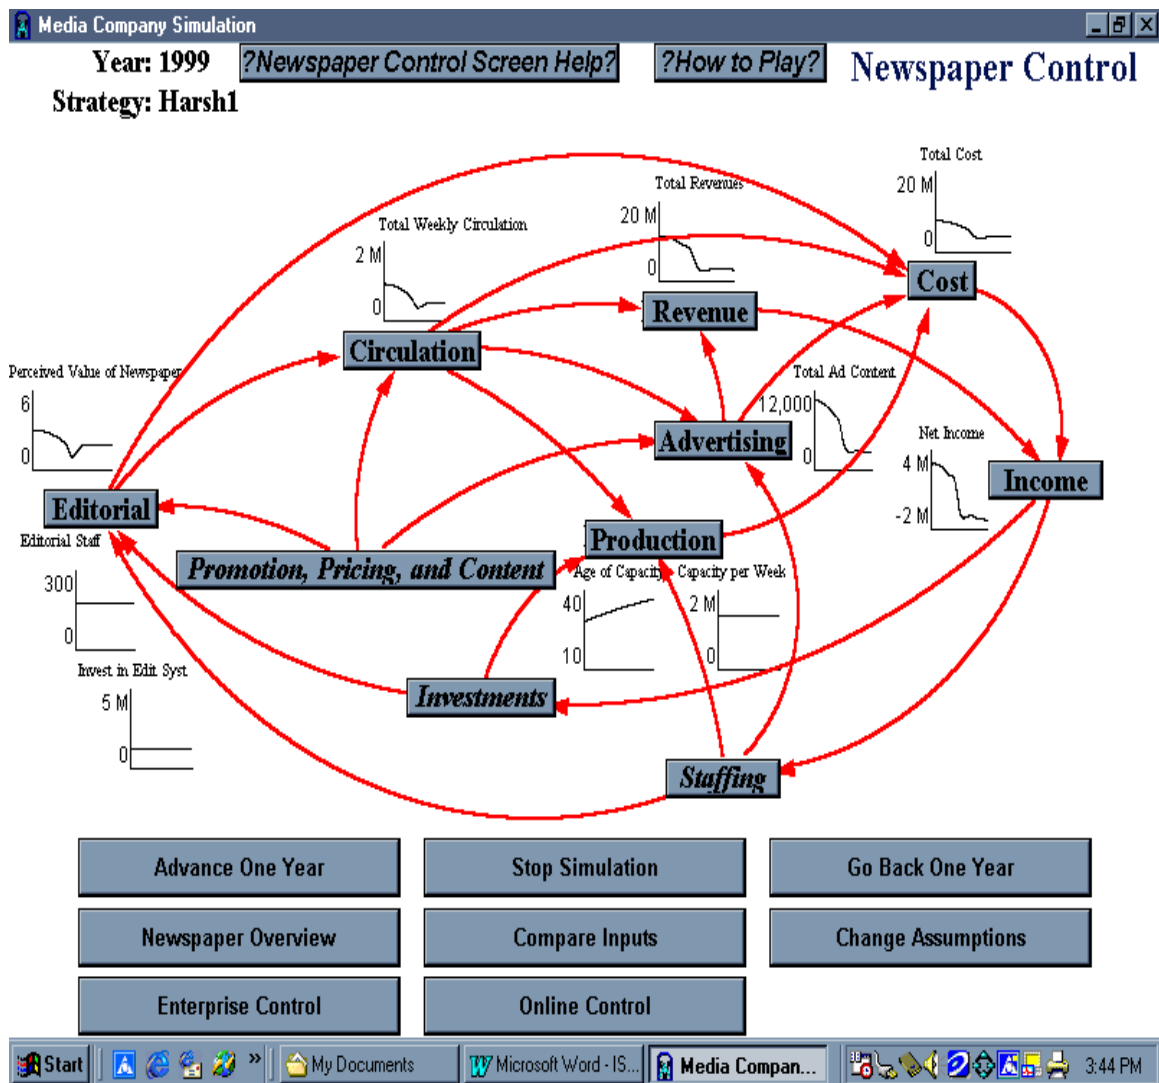 Media Company Simulation
Year: 1999
?Newspaper Control Screen Help?
?How to Play?
Newspaper Control
Strategy: Harsh1
Total Cost
20 M
0
Cost
Total Revenues
20 M
0
Revenue
Total Weekly Circulation
2 M
0
Circulation
Perceived Value of Newspaper
6
0
Editorial
Total Ad Content
12,000
0
Advertising
Net Income
4 M
-2 M
Income
Editorial Staff
300
0
Promotion, Pricing, and Content
Production
Age of Capacity
40
10
Capacity per Week
2 M
0
Invest in Edit Syst
5 M
0
Investments
Staffing
Advance One Year
Stop Simulation
Go Back One Year
Newspaper Overview
Compare Inputs
Change Assumptions
Enterprise Control
Online Control
Start
»
My Documents
Microsoft Word - IS...
Media Compan...
3:44 PM